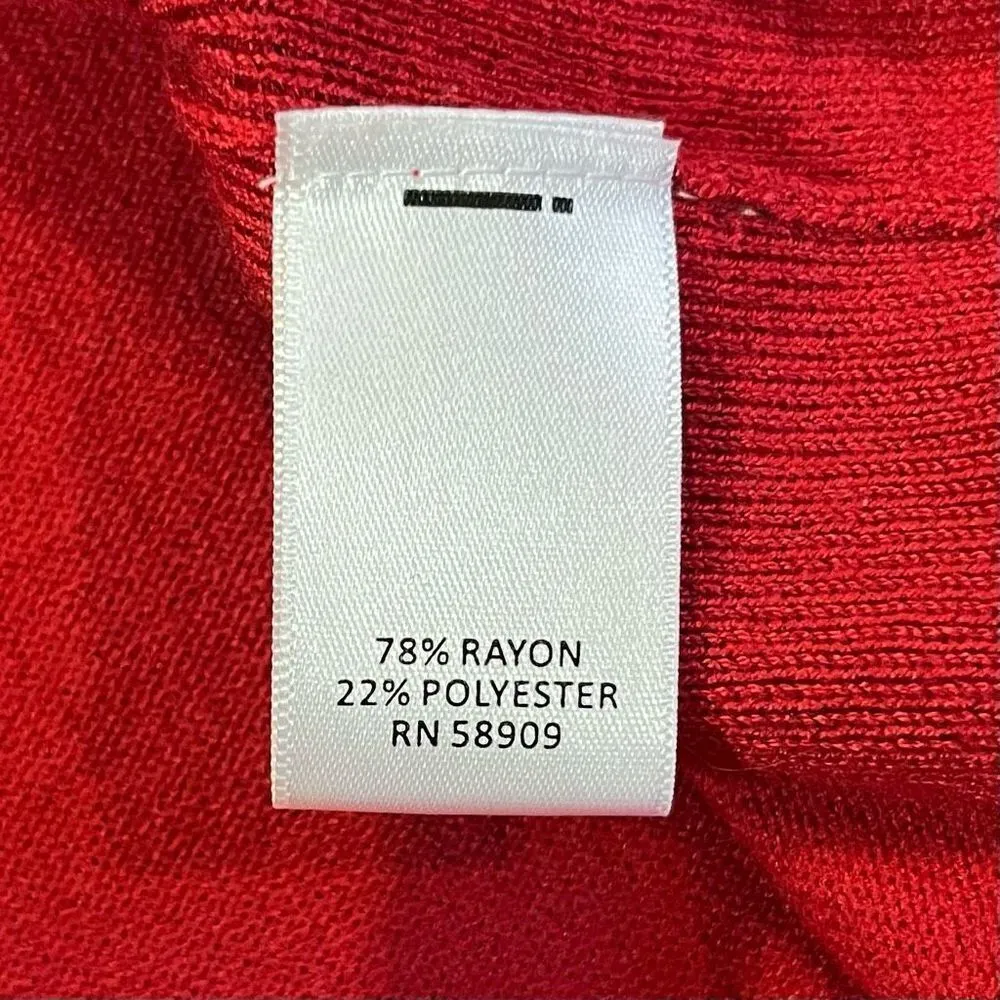 78% RAYON
22% POLYESTER
RN 58909